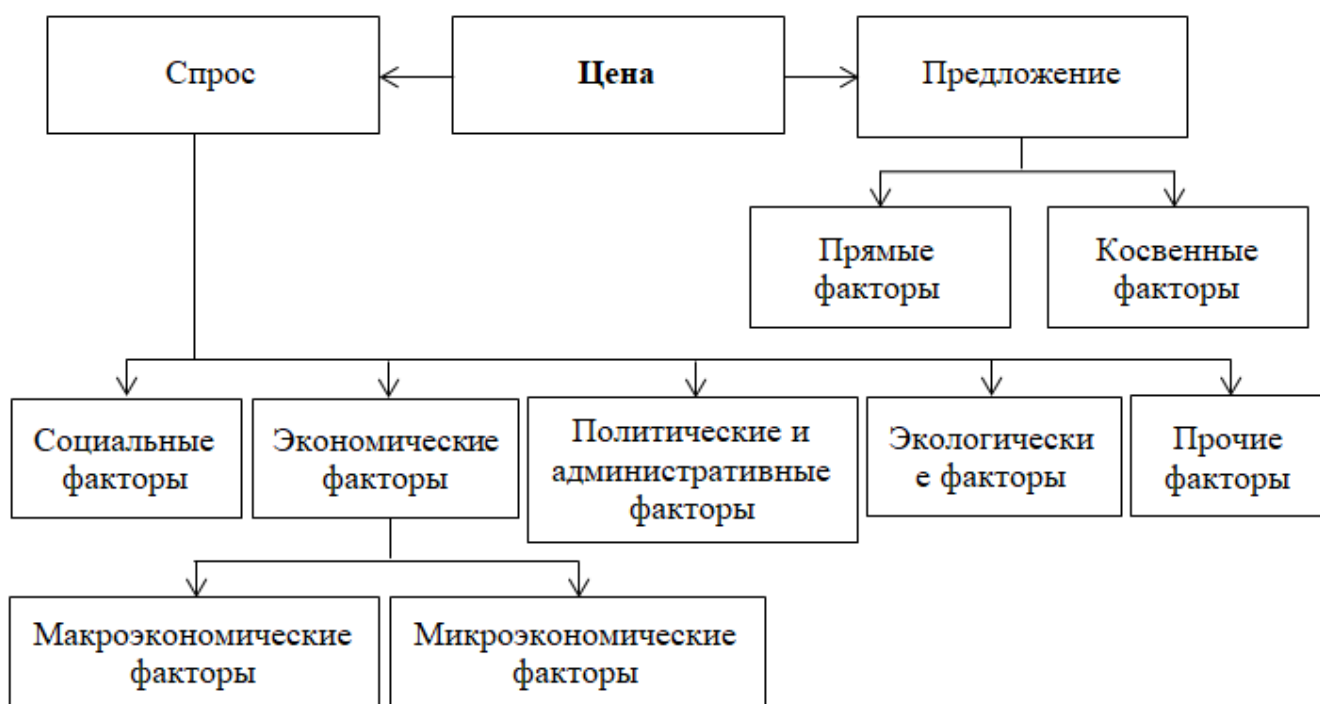 Спрос
Цена
Предложение
Прямые
факторы
Косвенные
факторы
Социальные
факторы
Экономические
факторы
Политические и
административные
факторы
Экологически
е факторы
Прочие
факторы
Макроэкономические
факторы
Микроэкономические
факторы